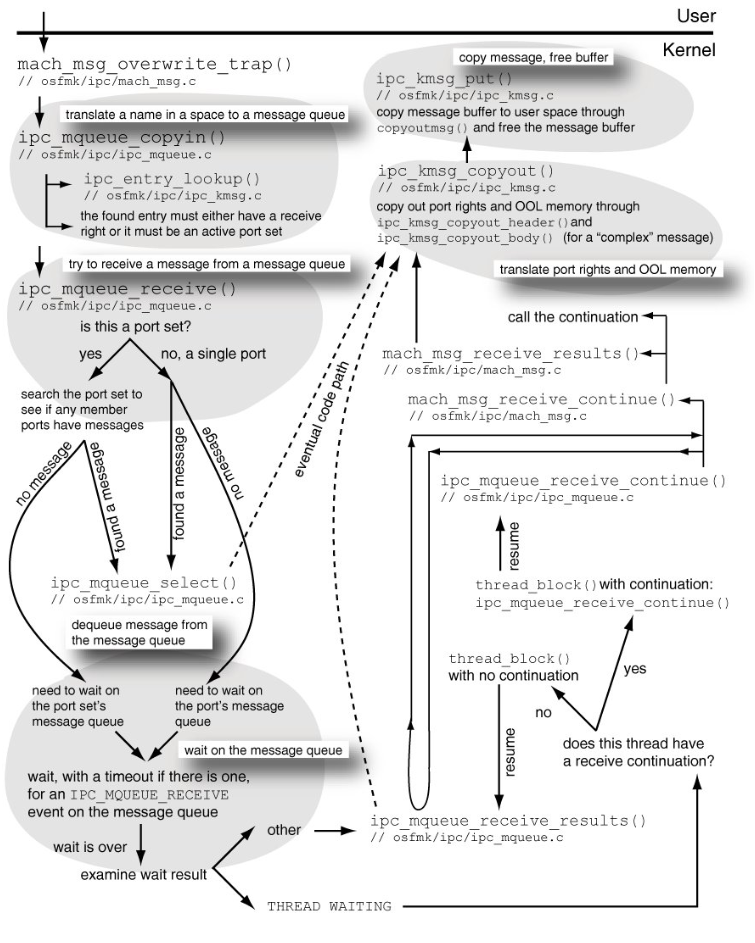 User
Kernel
mach_msg_overwrite_trap()
// osfmk/ipc/mach_msg.c
translate a name in a space to a message queue
ipc_mqueue_copyin()
// osfmk/ipc/ipc_mqueue.c
ipc_entry_lookup()
// osfmk/ipc/ipc_kmsg.c
the found entry must either have a receive
right or it must be an active port set
try to receive a message from a message queue
ipc_mqueue_receive()
// osfmk/ipc/ipc_mqueue.c
is this a port set?
yes
no, a single port
search the port set to
see if any member
ports have messages
no message
found a message
found a message
no message
ipc_mqueue_select()
// osfmk/ipc/ipc_mqueue.c
dequeue message from
the message queue
need to wait on
the port set's
message queue
need to wait on
the port's message
queue
wait on the message queue
wait, with a timeout if there is one,
for an IPC_MQUEUE_RECEIVE
event on the message queue
wait is over
examine wait result
other
THREAD WAITING
copy message, free buffer
ipc_kmsg_put()
// osfmk/ipc/ipc_kmsg.c
copy message buffer to user space through
copyoutmsg() and free the message buffer
ipc_kmsg_copyout()
// osfmk/ipc/ipc_kmsg.c
copy out port rights and OOL memory through
ipc_kmsg_copyout_header() and
ipc_kmsg_copyout_body() (for a “complex” message)
translate port rights and OOL memory
call the continuation
mach_msg_receive_results()
// osfmk/ipc/mach_msg.c
mach_msg_receive_continue()
// osfmk/ipc/mach_msg.c
eventual code path
ipc_mqueue_receive_continue()
// osfmk/ipc/ipc_mqueue.c
resume
thread_block() with continuation:
ipc_mqueue_receive_continue()
thread_block()
with no continuation
yes
no
resume
does this thread have
a receive continuation?
ipc_mqueue_receive_results()
// osfmk/ipc/ipc_mqueue.c